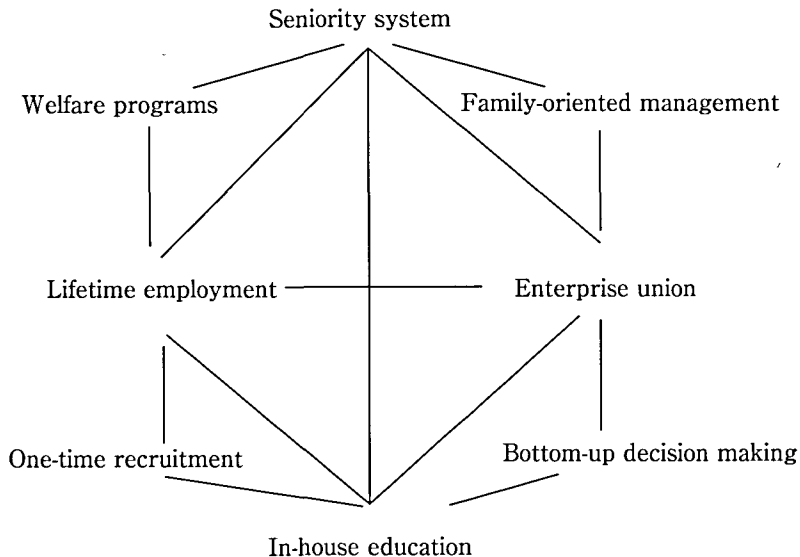 Seniority system
Welfare programs
Family-oriented management
Lifetime employment
Enterprise union
One-time recruitment
Bottom-up decision making
In-house education